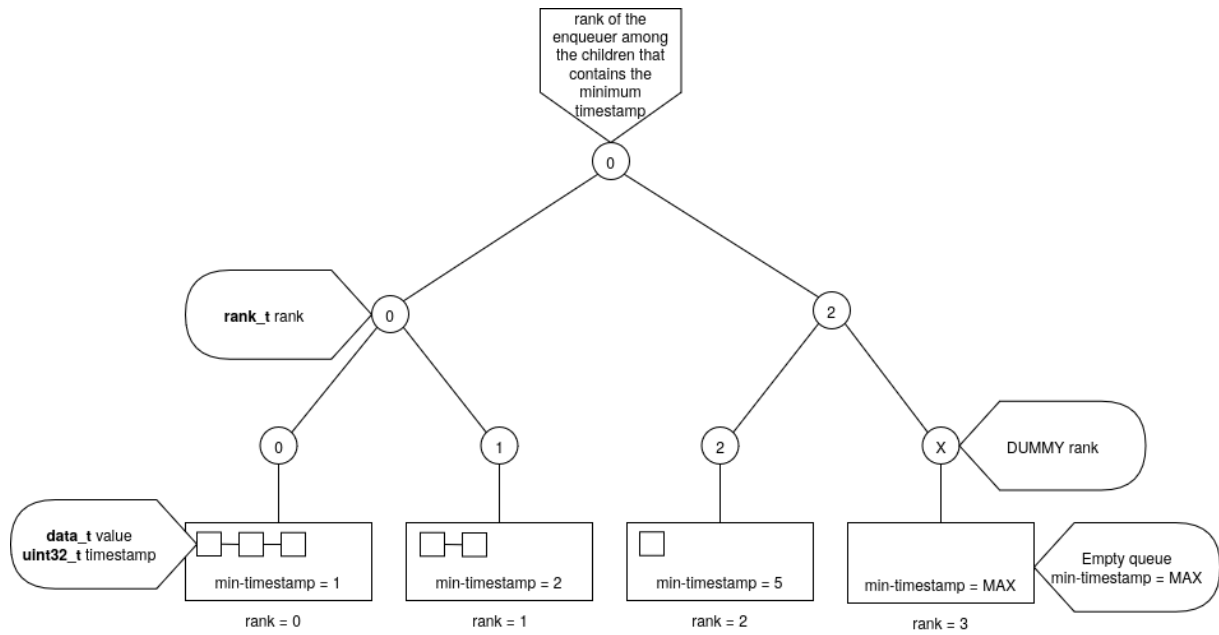 rank of the
enqueuer among
the children that
contains the
minimum
timestamp
0
rank_t rank
0
2
0
1
2
X
DUMMY rank
data_t value
uint32_t timestamp
min-timestamp = 1
min-timestamp = 2
min-timestamp = 5
min-timestamp = MAX
Empty queue
min-timestamp = MAX
rank = 0
rank = 1
rank = 2
rank = 3